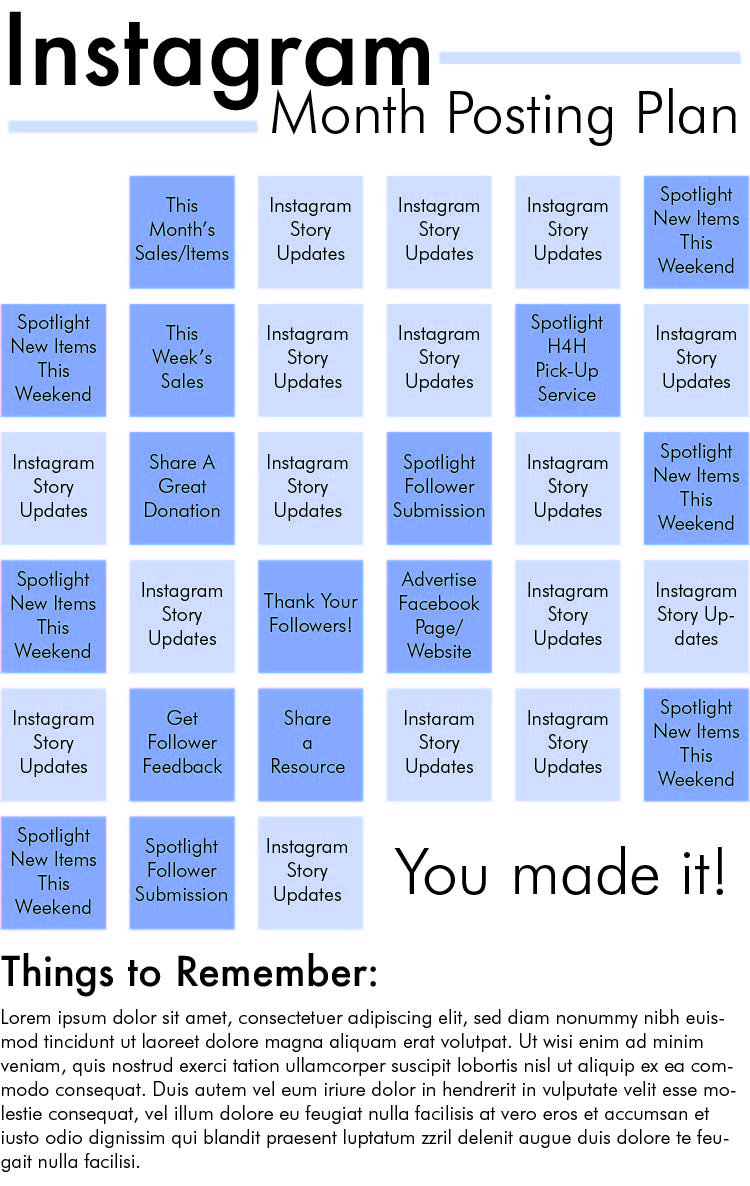 Instagram
Month Posting Plan
This
Month's
Sales/Items
Instagram
Story
Updates
Instagram
Story
Updates
Instagram
Story
Updates
Spotlight
New Items
This
Weekend
Spotlight
New Items
This
Weekend
This
Week's
Sales
Instagram
Story
Updates
Instagram
Story
Updates
Spotlight
H4H
Pick-Up
Service
Instagram
Story
Updates
Instagram
Story
Updates
Share A
Great
Donation
Instagram
Story
Updates
Spotlight
Follower
Submission
Instagram
Story
Updates
Spotlight
New Items
This
Weekend
Spotlight
New Items
This
Weekend
Instagram
Story
Updates
Thank Your
Followers!
Advertise
Facebook
Page/
Website
Instagram
Story
Updates
Instagram
Story Up-
dates
Instagram
Story
Updates
Get
Follower
Feedback
Share
a
Resource
Instaram
Story
Updates
Instagram
Story
Updates
Spotlight
New Items
This
Weekend
Spotlight
New Items
This
Weekend
Spotlight
Follower
Submission
Instagram
Story
Updates
You made it!
Things to Remember:
Lorem ipsum dolor sit amet, consectetuer adipiscing elit, sed diam nonummy nibh euis-
mod tincidunt ut laoreet dolore magna aliquam erat volutpat. Ut wisi enim ad minim
veniam, quis nostrud exerci tation ullamcorper suscipit lobortis nisl ut aliquip ex ea com-
modo consequat. Duis autem vel eum iriure dolor in hendrerit in vulputate velit esse mo-
lestie consequat, vel illum dolore eu feugiat nulla facilisis at vero eros et accumsan et
iusto odio dignissim qui blandit praesent luptatum zzril delenit augue duis dolore te feu-
gait nulla facilisi.